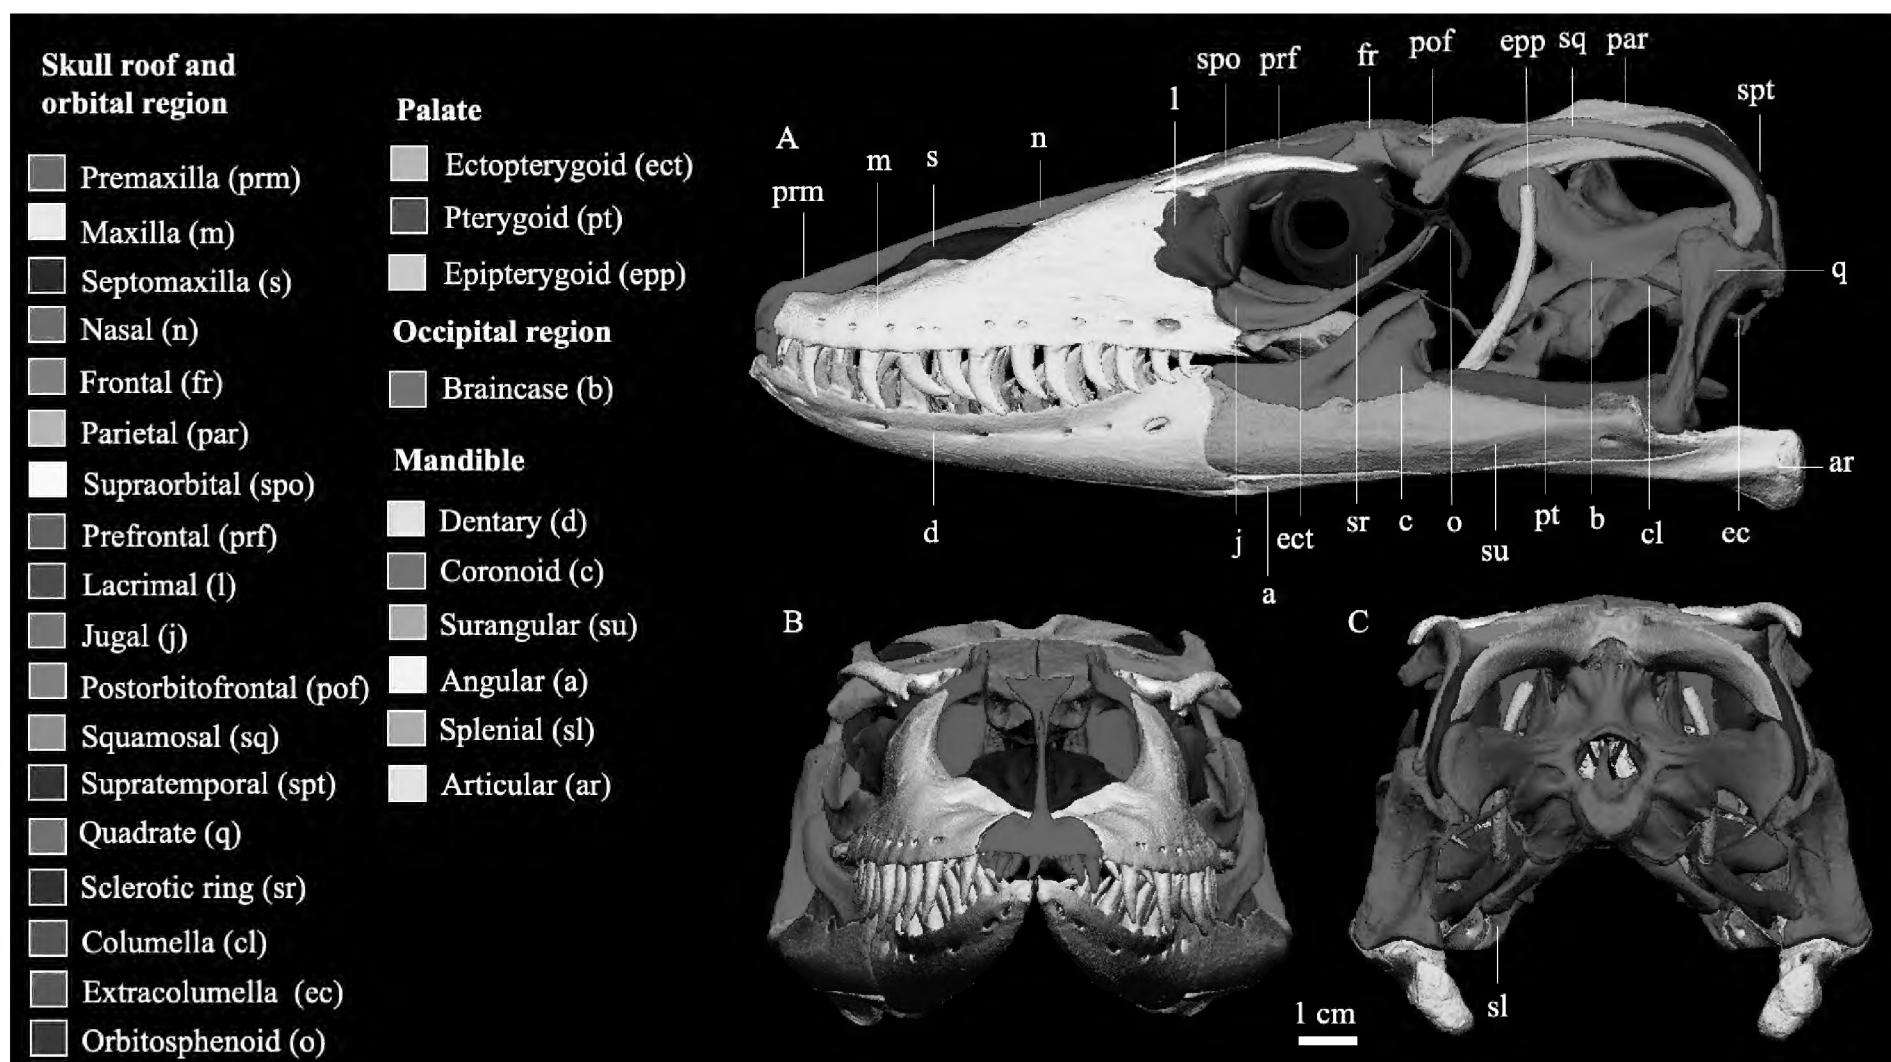 Skull roof and
orbital region
Premaxilla (prm)
Maxilla (m)
Septomaxilla (s)
Nasal (n)
Frontal (fr)
Parietal (par)
Supraorbital (spo)
Prefrontal (prf)
Lacrimal (l)
Jugal (j)
Postorbitofrontal (pof)
Squamosal (sq)
Supratemporal (spt)
Quadrate (q)
Sclerotic ring (sr)
Columella (cl)
Extracolumella (ec)
Orbitosphenoid (o)
Palate
Ectopterygoid (ect)
Pterygoid (pt)
Epipterygoid (epp)
Occipital region
Braincase (b)
Mandible
Dentary (d)
Coronoid (c)
Surangular (su)
Angular (a)
Splenial (sl)
Articular (ar)
A
prm
m
s
n
l
spo
prf
fr
pof
epp
sq
par
spt
q
ar
d
j
a
ect
sr
c
o
su
pt
b
cl
ec
B
C
sl
1 cm